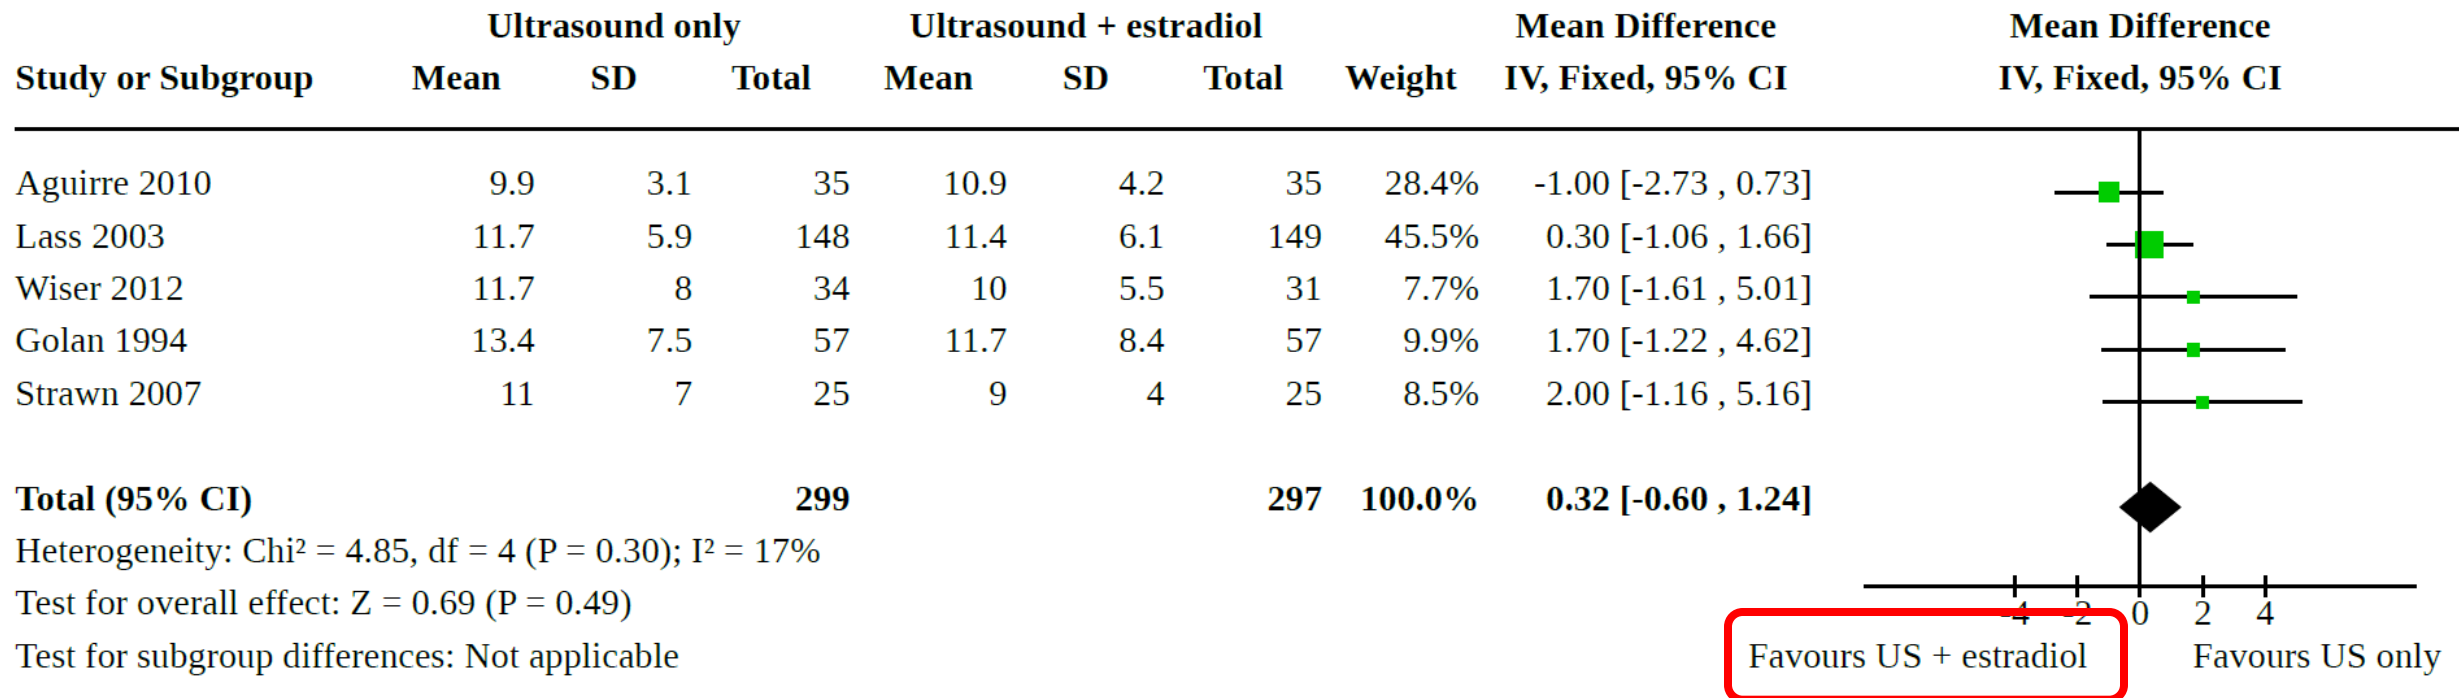 Ultrasound only Ultrasound + estradiol Mean Difference Mean Difference
Study or Subgroup Mean SD Total Mean SD Total Weight IV, Fixed, 95% CI IV, Fixed, 95% CI
Aguirre 2010 9.9 3.1 35 10.9 4.2 35 28.4% -1.00 [-2.73 , 0.73]
Lass 2003 11.7 5.9 148 11.4 6.1 149 45.5% 0.30 [-1.06 , 1.66]
Wiser 2012 11.7 8 34 10 5.5 31 7.7% 1.70 [-1.61 , 5.01]
Golan 1994 13.4 7.5 57 11.7 8.4 57 9.9% 1.70 [-1.22 , 4.62]
Strawn 2007 11 7 25 9 4 25 8.5% 2.00 [-1.16 , 5.16]
Total (95% CI) 299 297 100.0% 0.32 [-0.60 , 1.24]
Heterogeneity: Chi² = 4.85, df = 4 (P = 0.30); I² = 17%
Test for overall effect: Z = 0.69 (P = 0.49) -4 -2 0 2 4
Test for subgroup differences: Not applicable Favours US + estradiol Favours US only